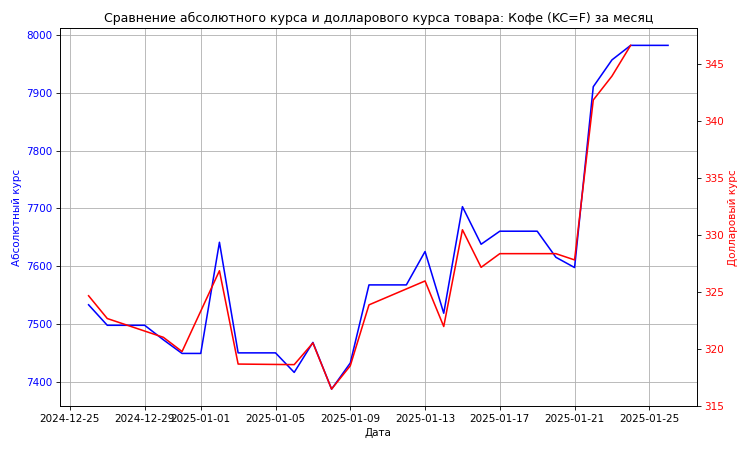 Сравнение абсолютного курса и долларового курса товара: Кофе (KC=F) за месяц
8000
7900
7800
7700
7600
7500
7400
Абсолютный курс
345
340
335
330
325
320
315
Долларовый курс
2024-12-25 2024-12-29 2025-01-01 2025-01-05 2025-01-09 2025-01-13 2025-01-17 2025-01-21 2025-01-25
Дата